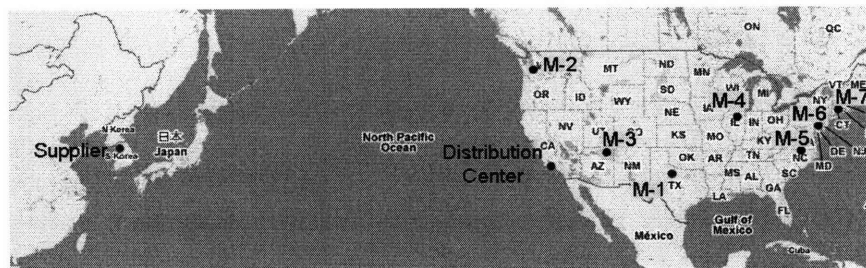 ON
QC
M-2
MT
ND
MN
VT
ME
OR
ID
SD
WI
MI
NY
M-7
WY
M-4
IA
M-6
CT
N Korea
日本
Japan
Supplier
S Korea
North Pacific
Ocean
NV
UT
NE
IL
IN
OH
M-3
KS
MO
KY
M-5
DE
NJ
MD
Distribution
Center
CA
AZ
NM
OK
AR
TN
NC
M-1
TX
MS
AL
SC
GA
LA
FL
Gulf of
Mexico
México
Cuba